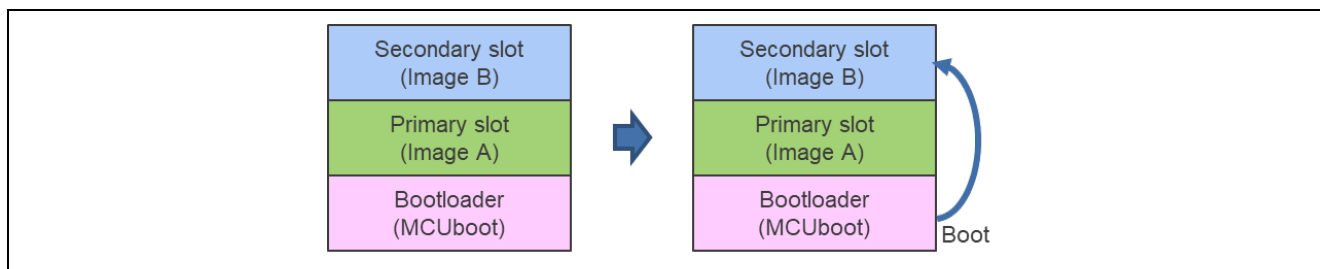 Secondary slot
(Image B)
Primary slot
(Image A)
Bootloader
(MCUboot)
Secondary slot
(Image B)
Primary slot
(Image A)
Bootloader
(MCUboot)
Boot